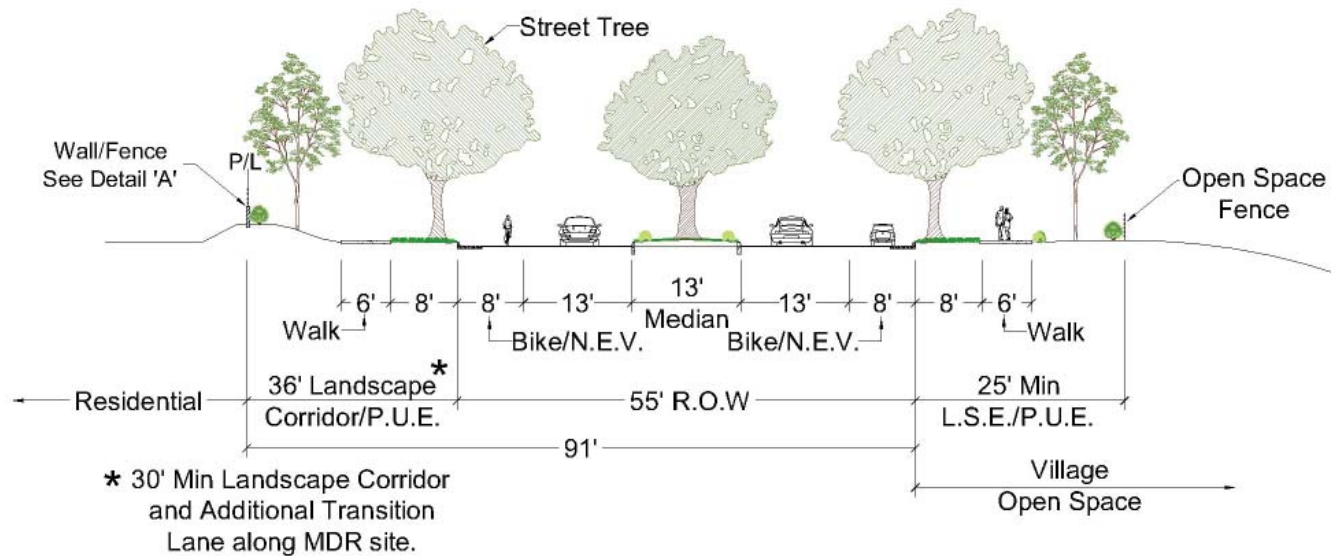 Street Tree
Wall/Fence
See Detail 'A'
P/L
Open Space
Fence
6' 8' 8' 13' 13' 13' 8' 8' 6'
Median
Walk Bike/N.E.V. Bike/N.E.V. Walk
Residential
36' Landscape *
Corridor/P.U.E.
55' R.O.W
25' Min
L.S.E./P.U.E.
91'
* 30' Min Landscape Corridor
and Additional Transition
Lane along MDR site.
Village
Open Space